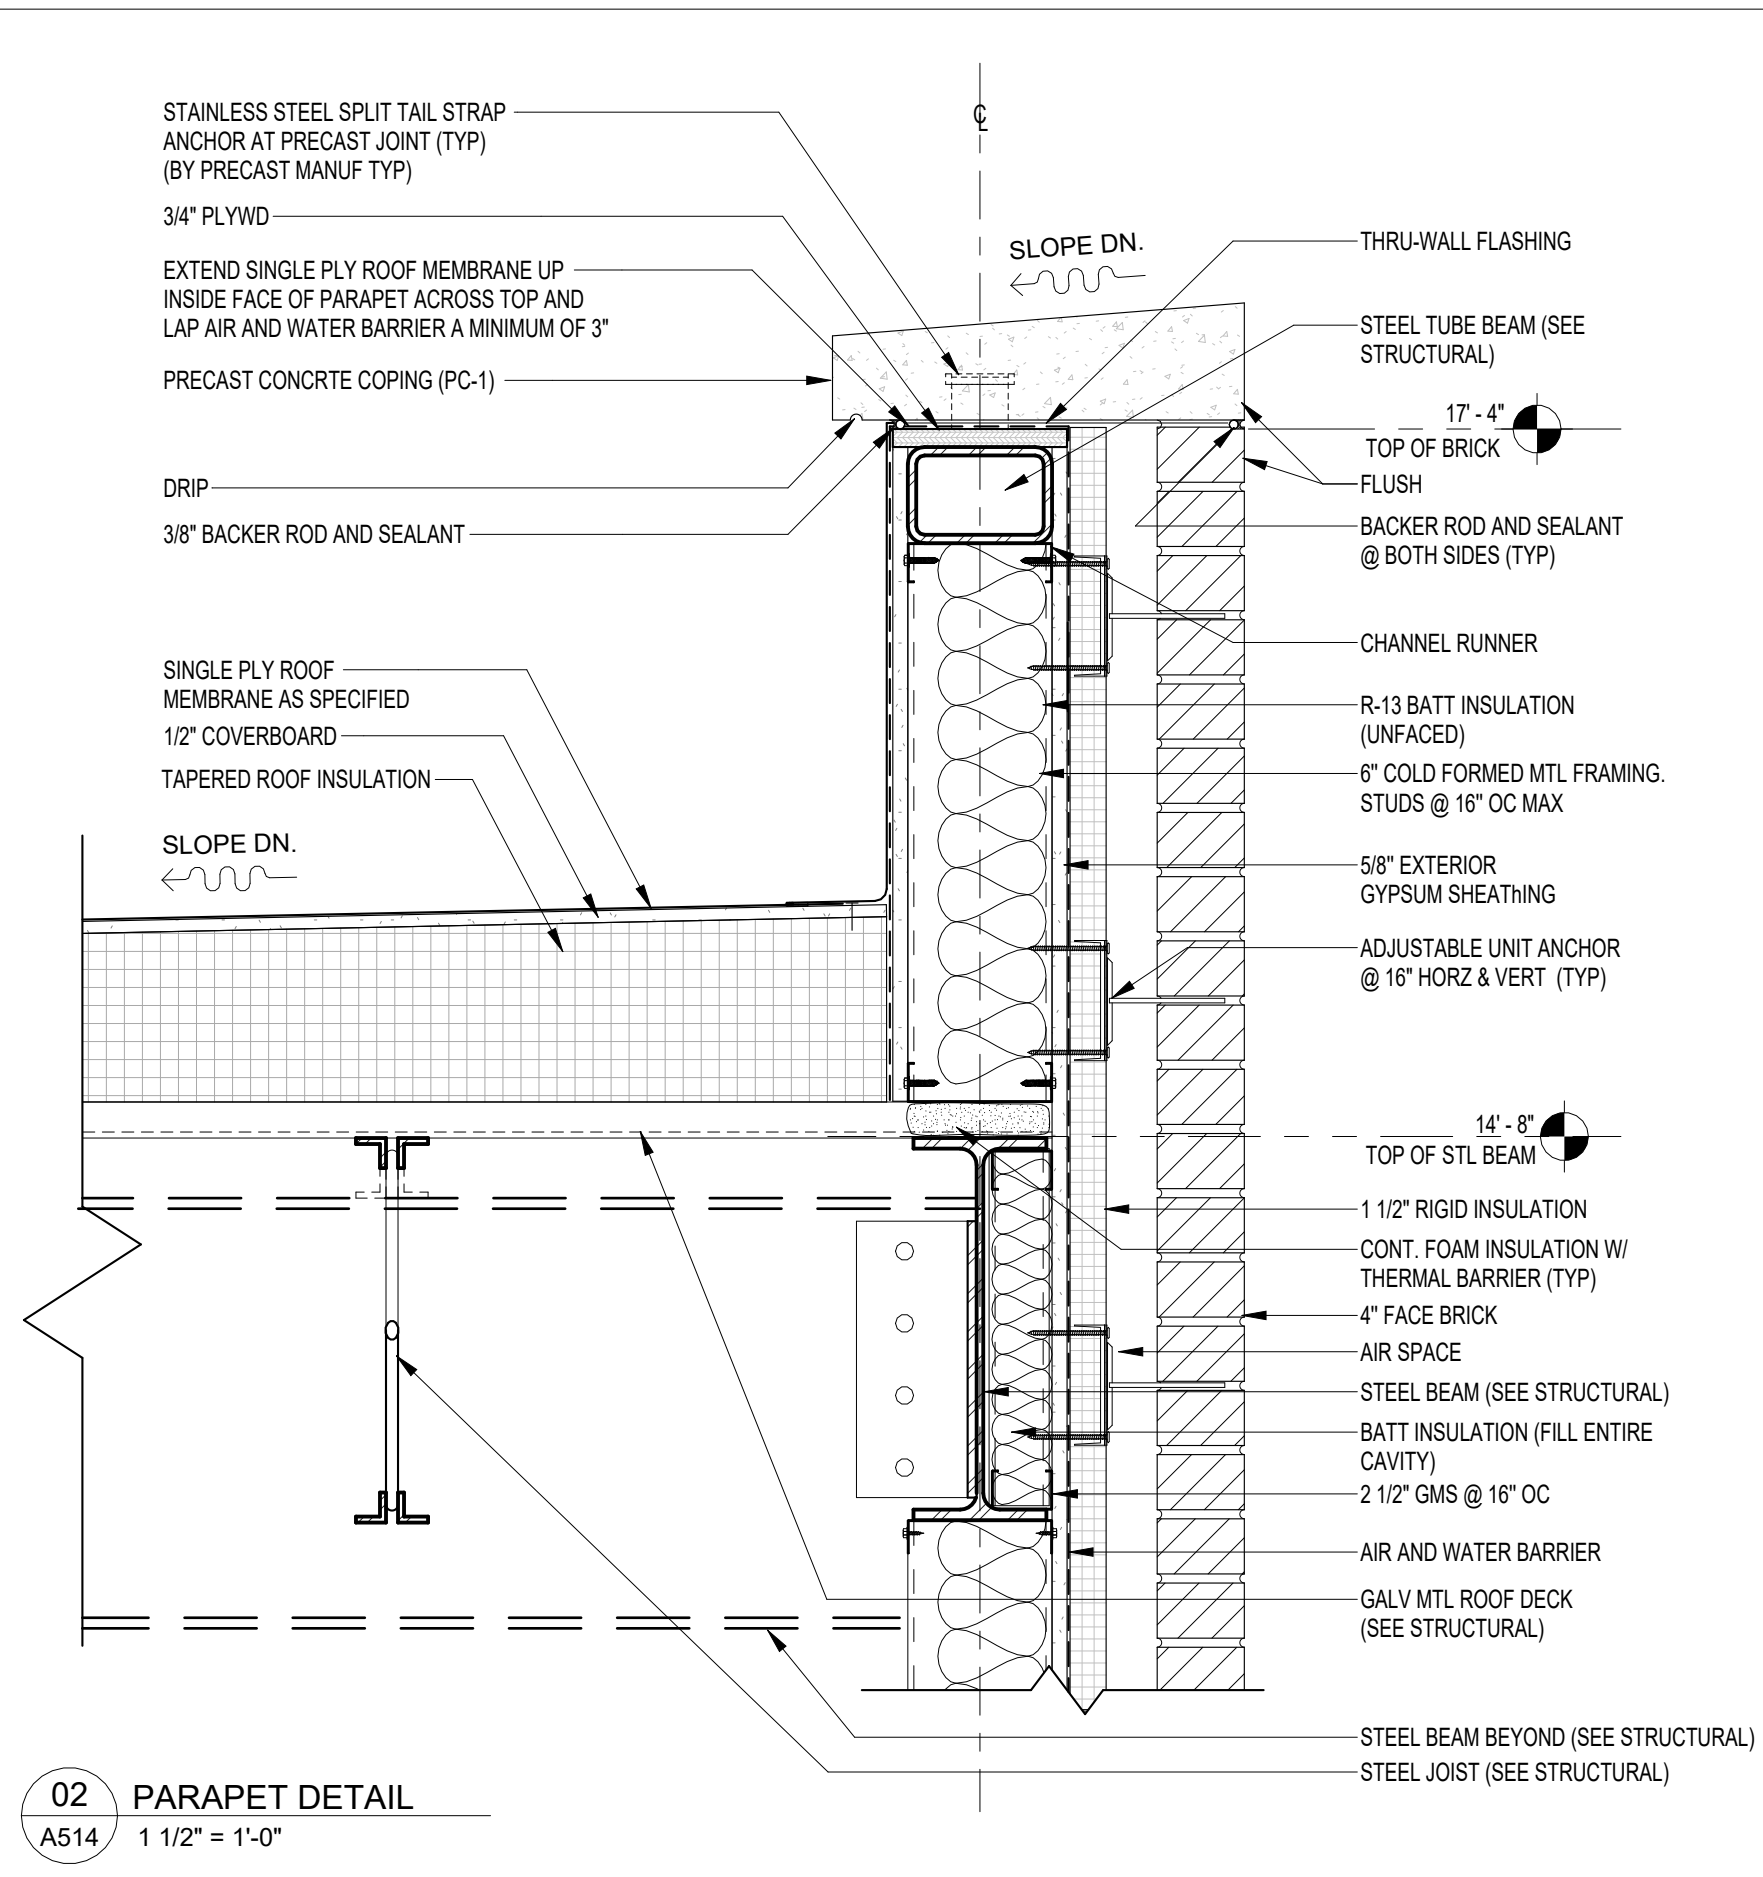 ℄
STAINLESS STEEL SPLIT TAIL STRAP
ANCHOR AT PRECAST JOINT (TYP)
(BY PRECAST MANUF TYP)
3/4" PLYWD
EXTEND SINGLE PLY ROOF MEMBRANE UP
INSIDE FACE OF PARAPET ACROSS TOP AND
LAP AIR AND WATER BARRIER A MINIMUM OF 3"
PRECAST CONCRTE COPING (PC-1)
DRIP
3/8" BACKER ROD AND SEALANT
SINGLE PLY ROOF
MEMBRANE AS SPECIFIED
1/2" COVERBOARD
TAPERED ROOF INSULATION
SLOPE DN.
SLOPE DN.
THRU-WALL FLASHING
STEEL TUBE BEAM (SEE
STRUCTURAL)
17' - 4"
TOP OF BRICK
FLUSH
BACKER ROD AND SEALANT
@ BOTH SIDES (TYP)
CHANNEL RUNNER
R-13 BATT INSULATION
(UNFACED)
6" COLD FORMED MTL FRAMING.
STUDS @ 16" OC MAX
5/8" EXTERIOR
GYPSUM SHEAThING
ADJUSTABLE UNIT ANCHOR
@ 16" HORZ & VERT (TYP)
14' - 8"
TOP OF STL BEAM
1 1/2" RIGID INSULATION
CONT. FOAM INSULATION W/
THERMAL BARRIER (TYP)
4" FACE BRICK
AIR SPACE
STEEL BEAM (SEE STRUCTURAL)
BATT INSULATION (FILL ENTIRE
CAVITY)
2 1/2" GMS @ 16" OC
AIR AND WATER BARRIER
GALV MTL ROOF DECK
(SEE STRUCTURAL)
STEEL BEAM BEYOND (SEE STRUCTURAL)
STEEL JOIST (SEE STRUCTURAL)
02 PARAPET DETAIL
A514 1 1/2" = 1'-0"